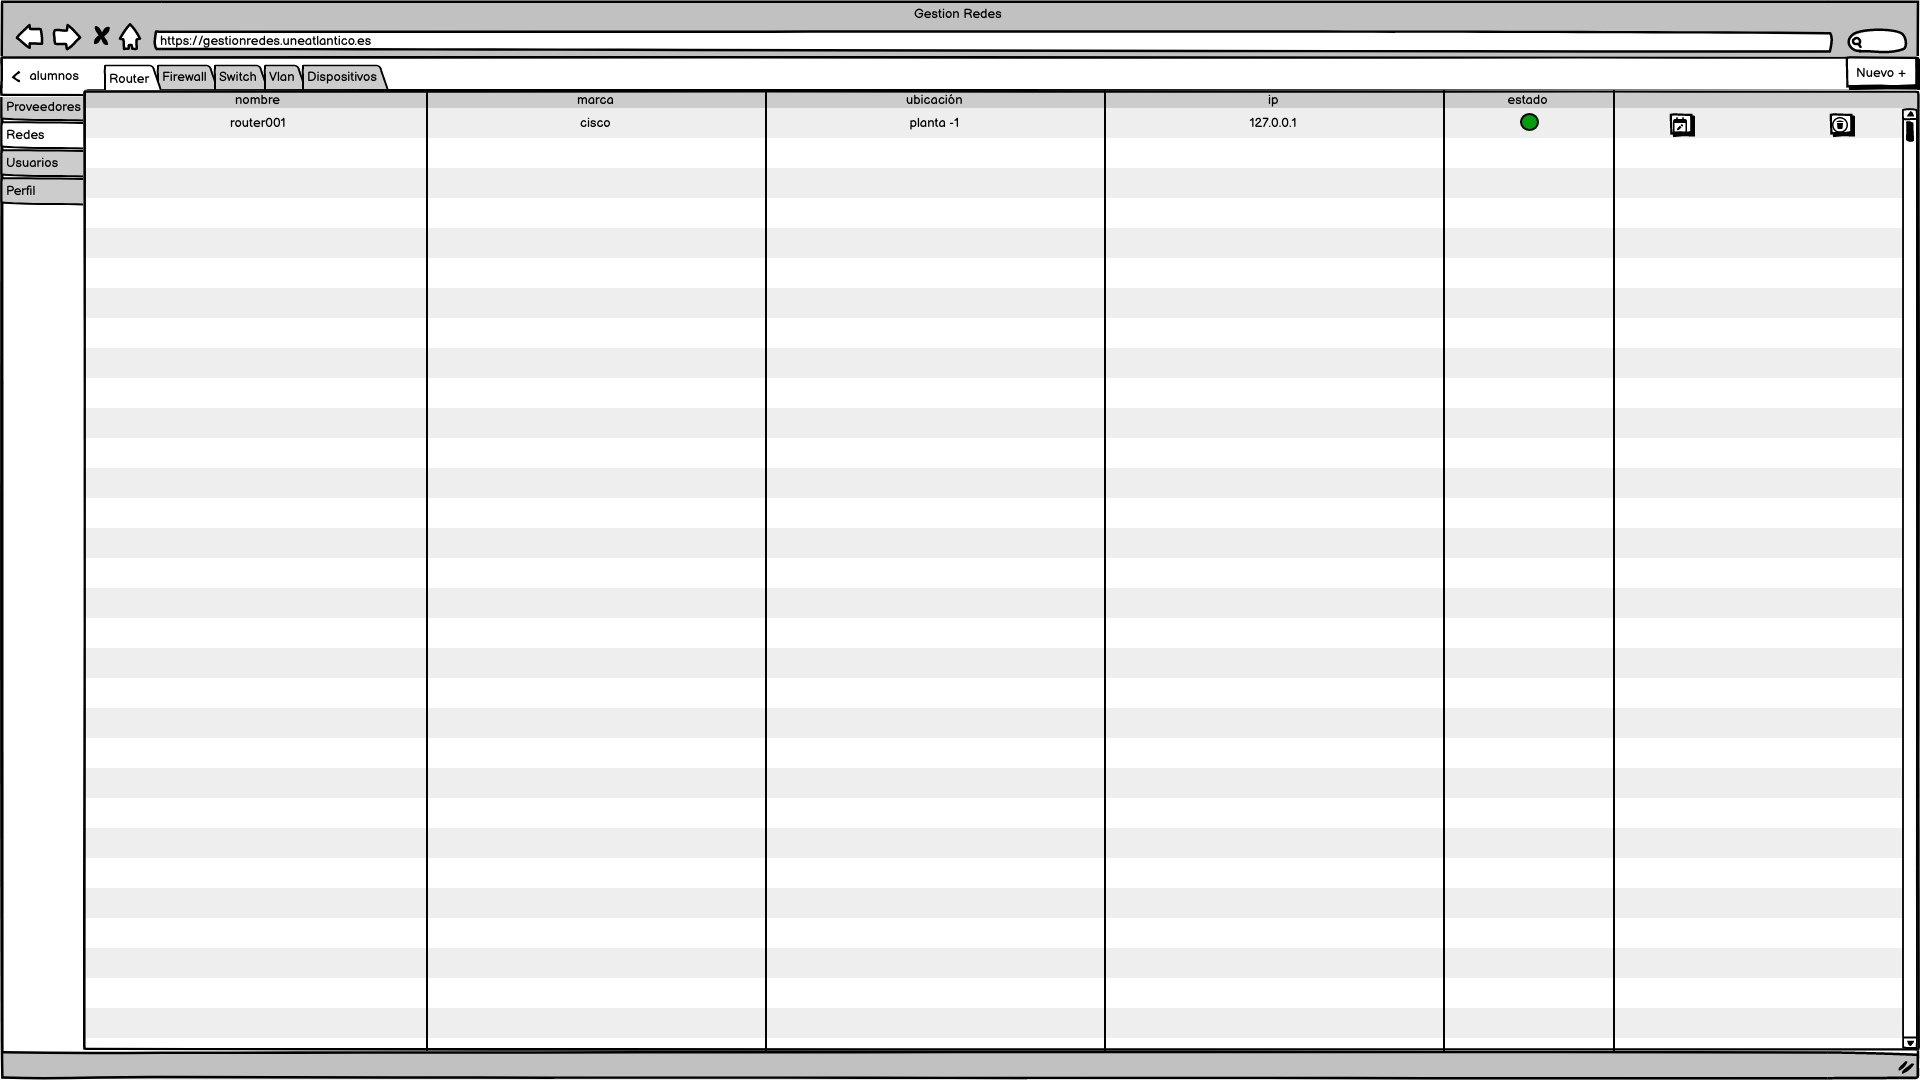 Gestion Redes
https://gestionredes.uneatlantico.es
alumnos
Router Firewall Switch Vlan Dispositivos
Nuevo +
Proveedores
Redes
Usuarios
Perfil
nombre marca ubicación ip estado
router001 cisco planta -1 127.0.0.1